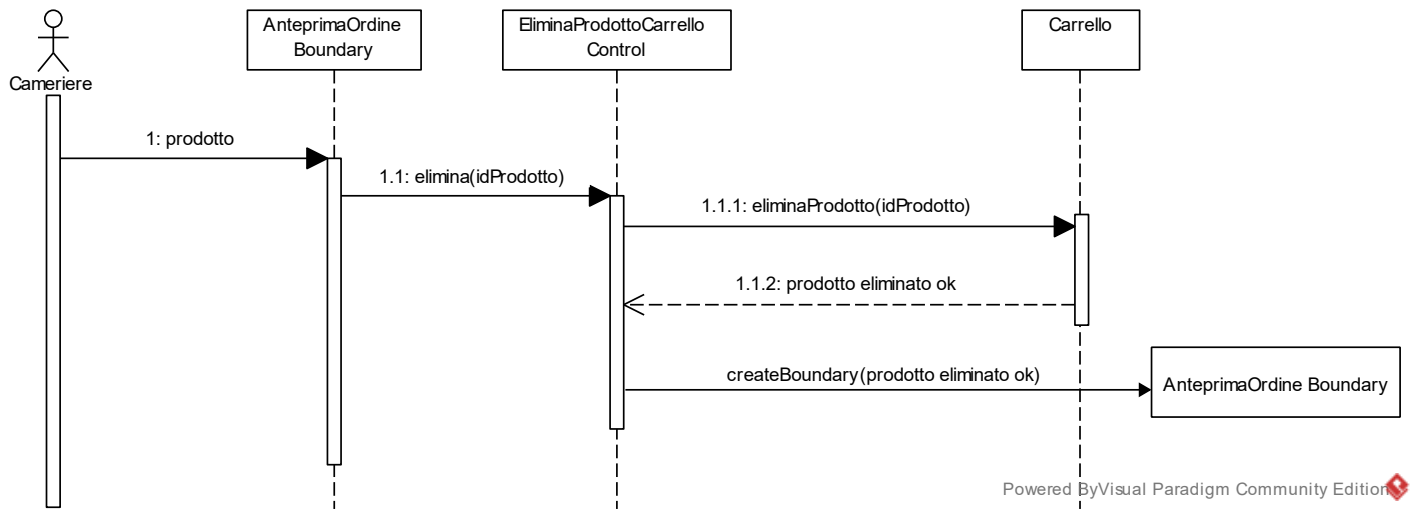 AnteprimaOrdine
Boundary
EliminaProdottoCarrello
Control
Carrello
Cameriere
1: prodotto
1.1: elimina(idProdotto)
1.1.1: eliminaProdotto(idProdotto)
1.1.2: prodotto eliminato ok
createBoundary(prodotto eliminato ok)
AnteprimaOrdine Boundary
Powered ByVisual Paradigm Community Edition